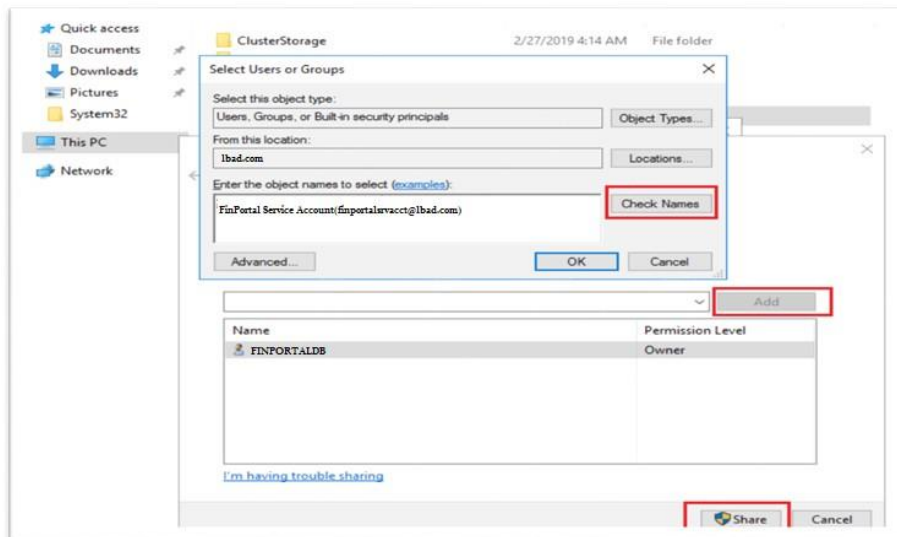 Quick access
Documents
Downloads
Pictures
System32
This PC
Network
ClusterStorage 2/27/2019 4:14 AM File folder
Select Users or Groups
Select this object type:
Users, Groups, or Built-in security principals Object Types...
From this location:
lbad.com Locations...
Enter the object names to select (examples):
FinPortal Service Account(finportalsrvacct@lbad.com) Check Names
Advanced... OK Cancel
Add
Name Permission Level
FINPORTALDB Owner
I'm having trouble sharing
Share Cancel